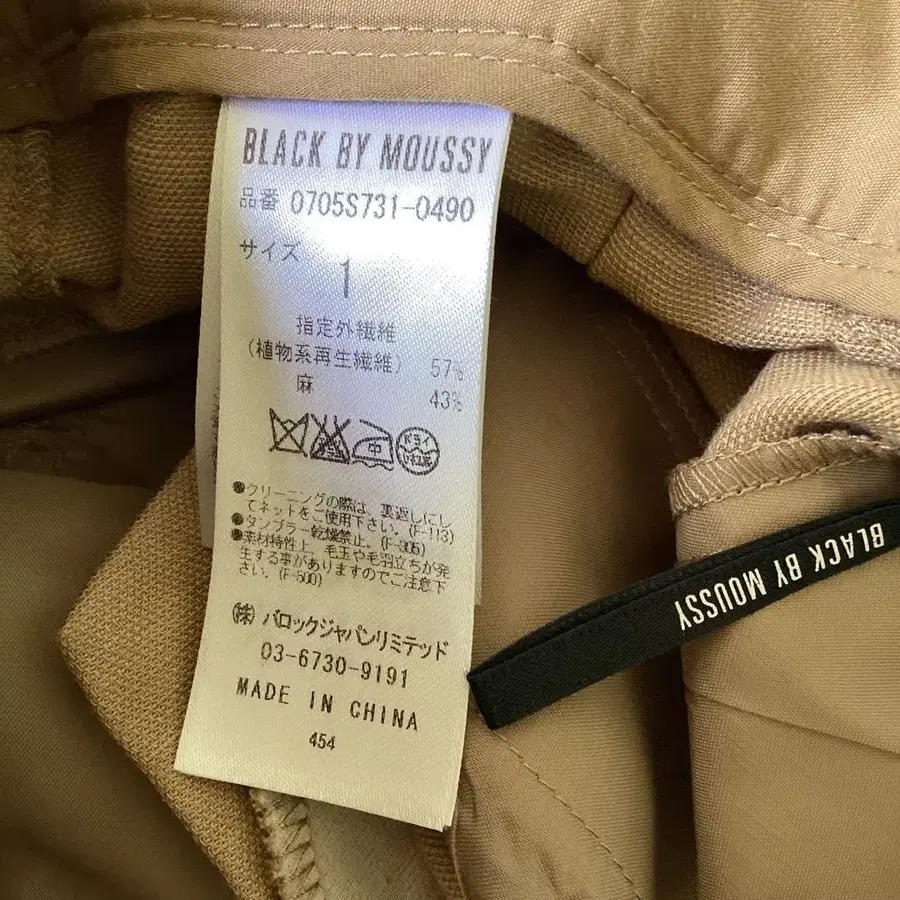 BLACK BY MOUSSY
品番 0705S731-0490
サイズ
1
指定外繊維
(植物系再生繊維) 57%
麻 43%
ドライ
●クリーニングの際は、裏返しにし
てネットをご使用下さい。(F-113)
●タンブラー乾燥禁止。(F-305)
●素材特性上、毛玉や毛羽立ちが発
生する事がありますのでご注意下
さい。(F-500)
(株) バロックジャパンリミテッド
03-6730-9191
MADE IN CHINA
454
BLACK BY MOUSSY